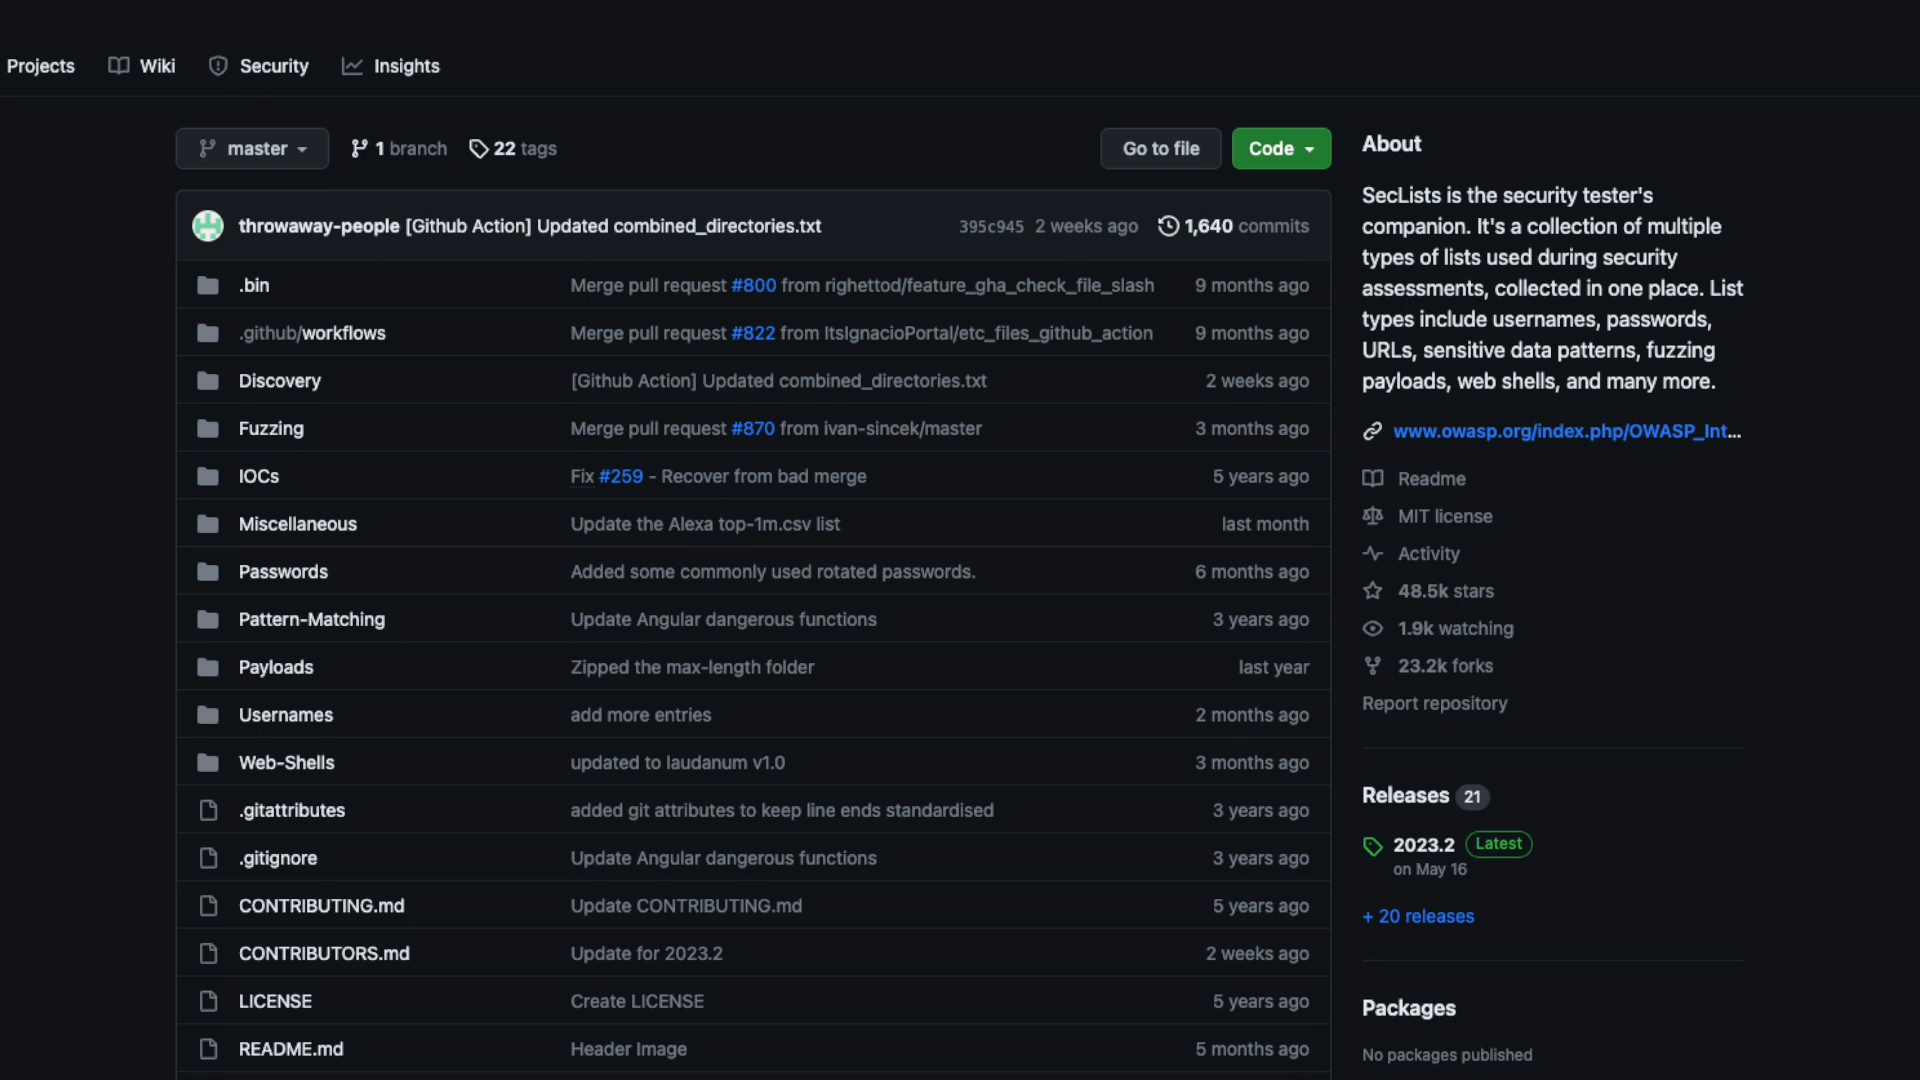 Projects Wiki Security Insights
master 1 branch 22 tags Go to file Code
throwaway-people [Github Action] Updated combined_directories.txt 395c945 2 weeks ago 1,640 commits
.bin Merge pull request #800 from righettod/feature_gha_check_file_slash 9 months ago
.github/workflows Merge pull request #822 from ItsIgnacioPortal/etc_files_github_action 9 months ago
Discovery [Github Action] Updated combined_directories.txt 2 weeks ago
Fuzzing Merge pull request #870 from ivan-sincek/master 3 months ago
IOCs Fix #259 - Recover from bad merge 5 years ago
Miscellaneous Update the Alexa top-1m.csv list last month
Passwords Added some commonly used rotated passwords. 6 months ago
Pattern-Matching Update Angular dangerous functions 3 years ago
Payloads Zipped the max-length folder last year
Usernames add more entries 2 months ago
Web-Shells updated to laudanum v1.0 3 months ago
.gitattributes added git attributes to keep line ends standardised 3 years ago
.gitignore Update Angular dangerous functions 3 years ago
CONTRIBUTING.md Update CONTRIBUTING.md 5 years ago
CONTRIBUTORS.md Update for 2023.2 2 weeks ago
LICENSE Create LICENSE 5 years ago
README.md Header Image 5 months ago
About
SecLists is the security tester's
companion. It's a collection of multiple
types of lists used during security
assessments, collected in one place. List
types include usernames, passwords,
URLs, sensitive data patterns, fuzzing
payloads, web shells, and many more.
www.owasp.org/index.php/OWASP_Int...
Readme
MIT license
Activity
48.5k stars
1.9k watching
23.2k forks
Report repository
Releases 21
2023.2 Latest
on May 16
+ 20 releases
Packages
No packages published